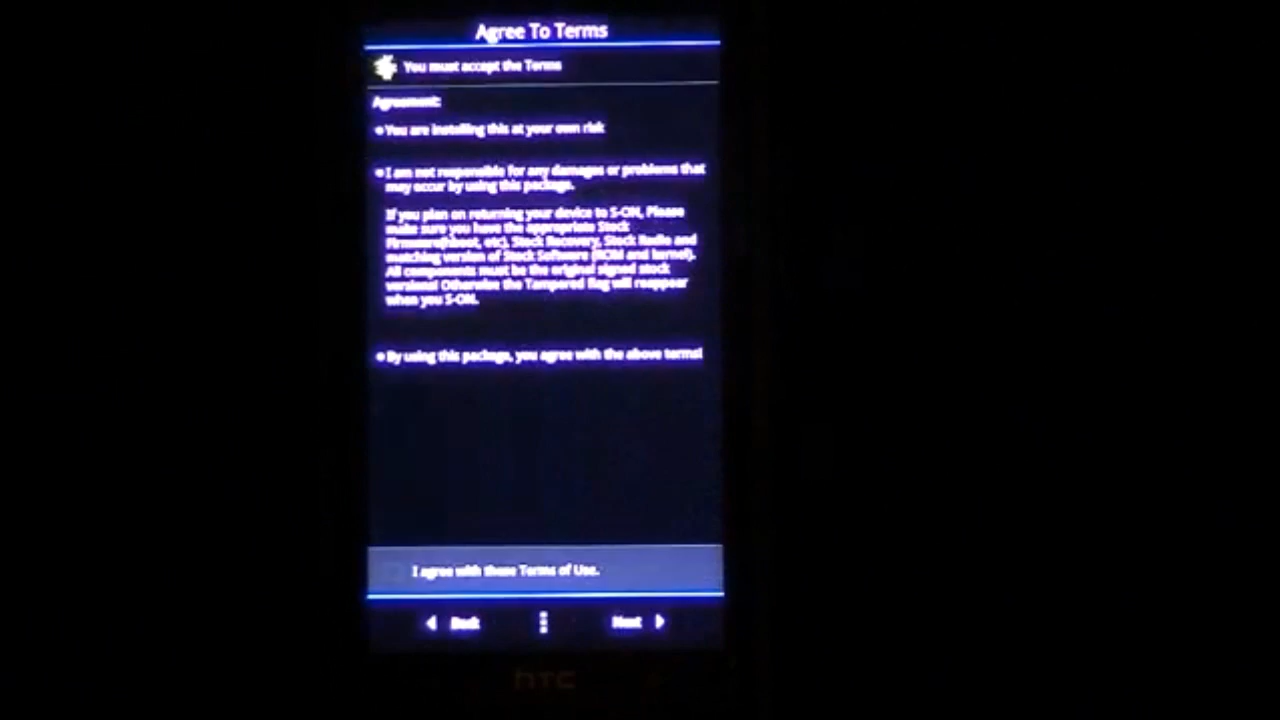 Agree To Terms
You must accept the Terms
Agreement:
You are installing this at your own risk
I am not responsible for any damages or problems that
may occur by using this package.
If you plan on returning your device to S-ON, Please
make sure you have the appropriate Stock
Firmware(hboot, etc), Stock Recovery, Stock Radio and
matching version of Stock Software (ROM and kernel).
All components must be the original signed stock
versions! Otherwise the Tampered flag will reappear
when you S-ON.
By using this package, you agree with the above terms!
I agree with these Terms of Use.
Back
Next
hTC